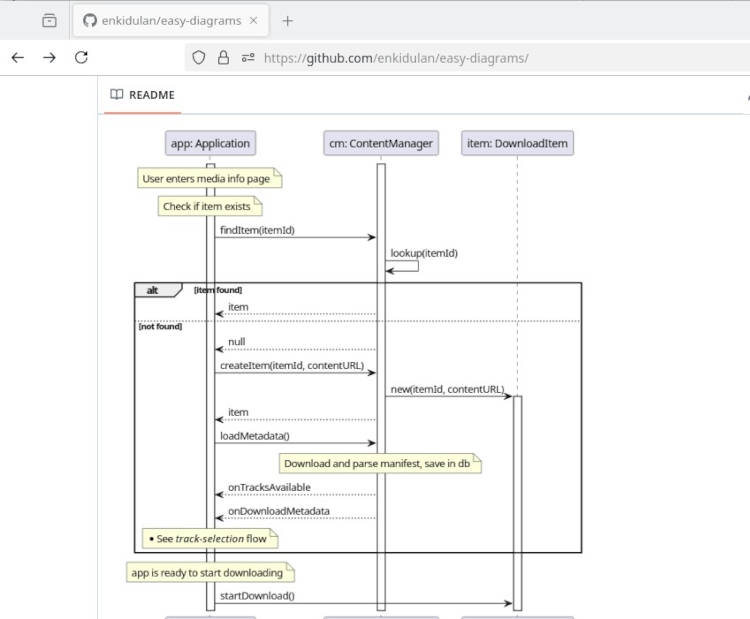 enkidulan/easy-diagrams
https://github.com/enkidulan/easy-diagrams/
README
app: Application
cm: ContentManager
item: DownloadItem
User enters media info page
Check if item exists
findItem(itemId)
lookup(itemId)
alt
[item found]
item
[not found]
null
createItem(itemId, contentURL)
new(itemId, contentURL)
item
loadMetadata()
Download and parse manifest, save in db
onTracksAvailable
onDownloadMetadata
• See track-selection flow
app is ready to start downloading
startDownload()